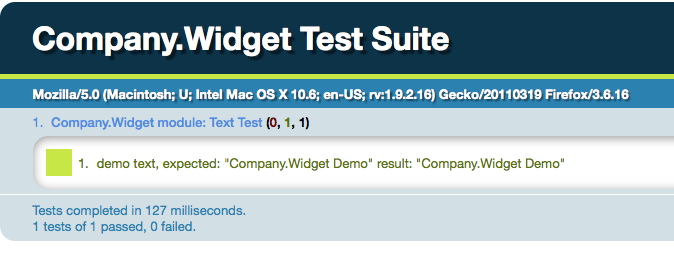 Company.Widget Test Suite
Mozilla/5.0 (Macintosh; U; Intel Mac OS X 10.6; en-US; rv:1.9.2.16) Gecko/20110319 Firefox/3.6.16
1. Company.Widget module: Text Test (0, 1, 1)
1. demo text, expected: "Company.Widget Demo" result: "Company.Widget Demo"
Tests completed in 127 milliseconds.
1 tests of 1 passed, 0 failed.